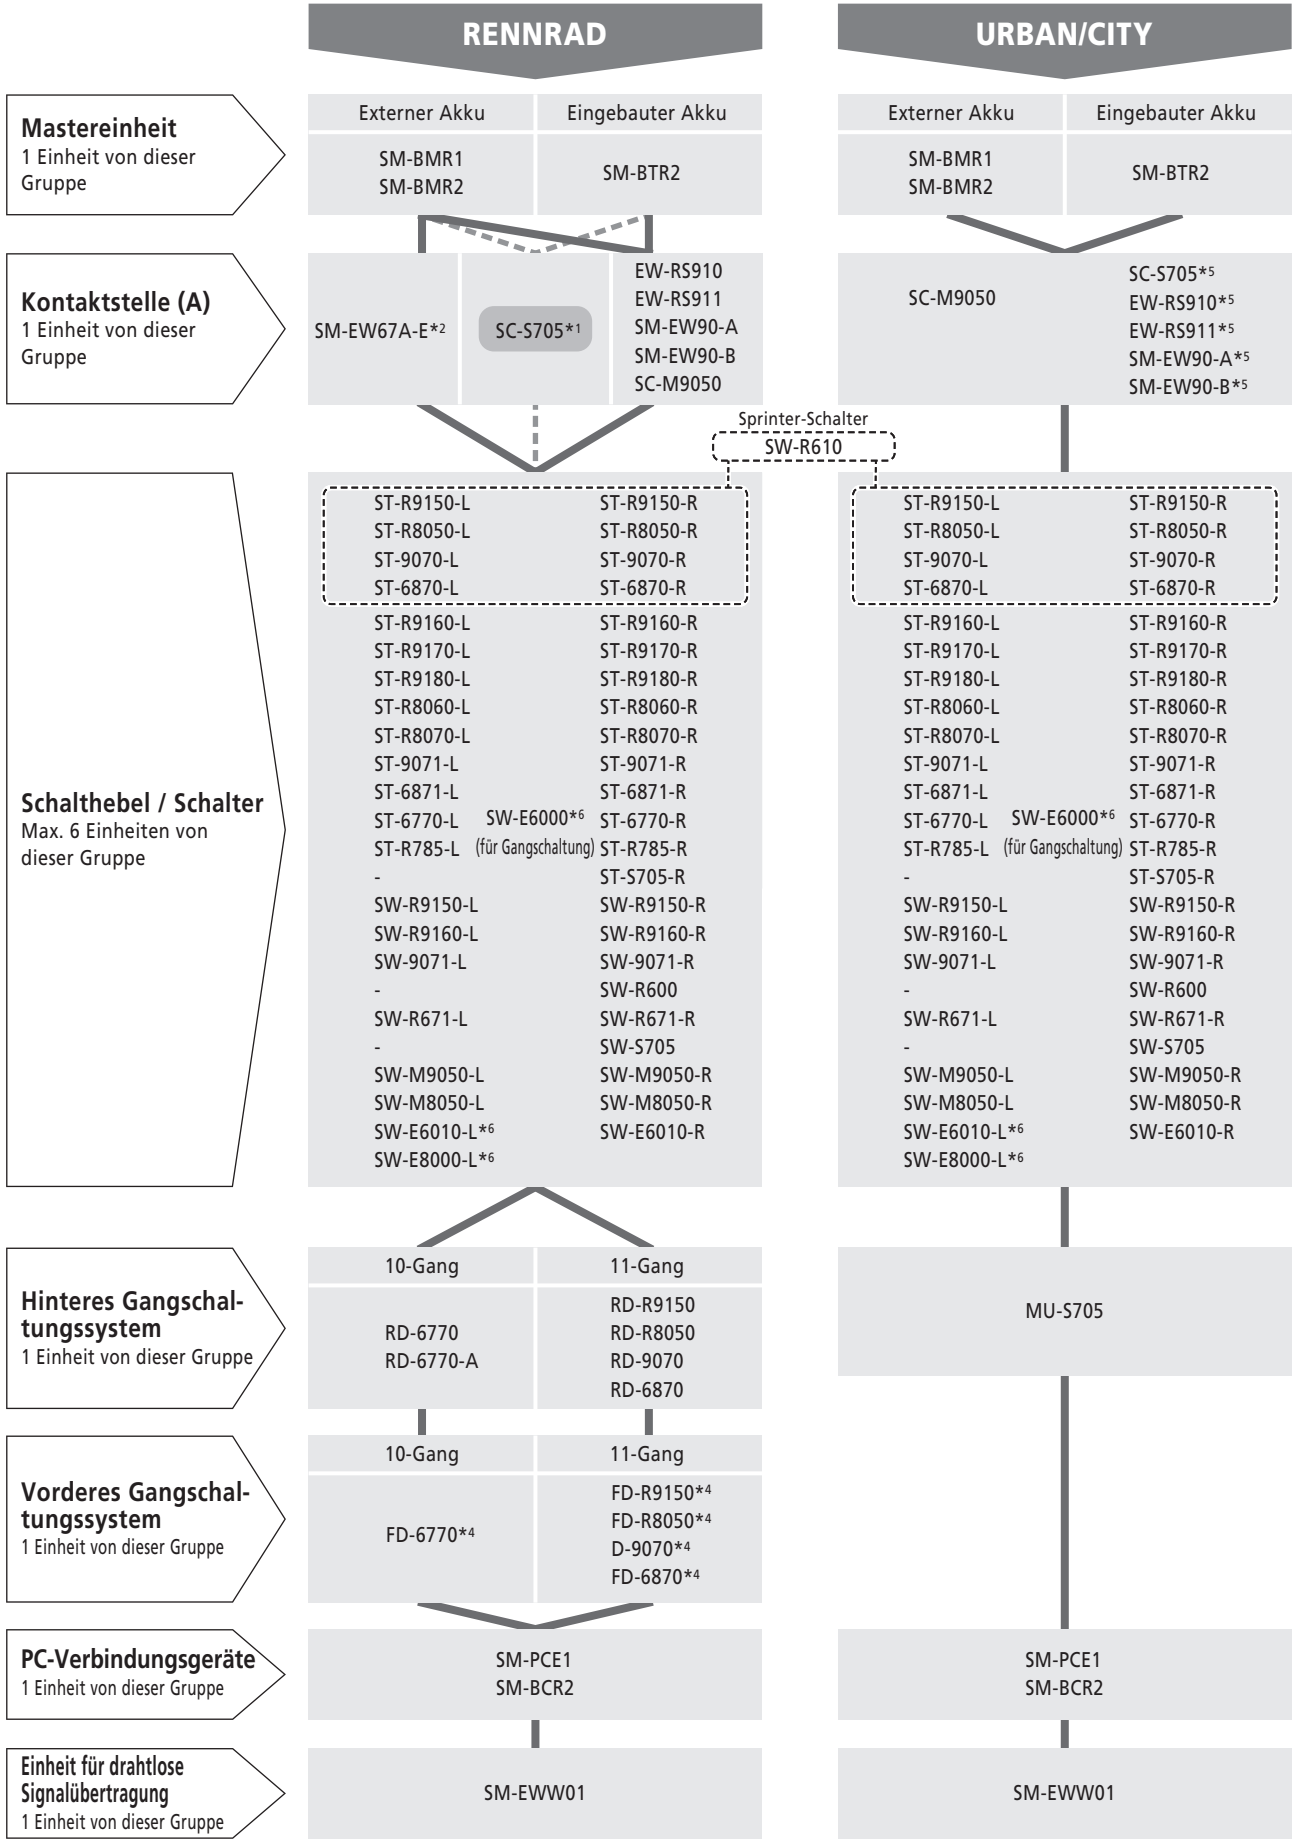 RENNRAD
URBAN/CITY
Mastereinheit
1 Einheit von dieser
Gruppe
Externer Akku
Eingebauter Akku
SM-BMR1
SM-BMR2
SM-BTR2
Externer Akku
Eingebauter Akku
SM-BMR1
SM-BMR2
SM-BTR2
Kontaktstelle (A)
1 Einheit von dieser
Gruppe
SM-EW67A-E*2
SC-S705*1
EW-RS910
EW-RS911
SM-EW90-A
SM-EW90-B
SC-M9050
SC-M9050
SC-S705*5
EW-RS910*5
EW-RS911*5
SM-EW90-A*5
SM-EW90-B*5
Sprinter-Schalter
SW-R610
Schalthebel / Schalter
Max. 6 Einheiten von
dieser Gruppe
ST-R9150-L ST-R9150-R
ST-R8050-L ST-R8050-R
ST-9070-L ST-9070-R
ST-6870-L ST-6870-R
ST-R9160-L ST-R9160-R
ST-R9170-L ST-R9170-R
ST-R9180-L ST-R9180-R
ST-R8060-L ST-R8060-R
ST-R8070-L ST-R8070-R
ST-9071-L ST-9071-R
ST-6871-L ST-6871-R
ST-6770-L SW-E6000*6 ST-6770-R
ST-R785-L (für Gangschaltung) ST-R785-R
- ST-S705-R
SW-R9150-L SW-R9150-R
SW-R9160-L SW-R9160-R
SW-9071-L SW-9071-R
- SW-R600
SW-R671-L SW-R671-R
- SW-S705
SW-M9050-L SW-M9050-R
SW-M8050-L SW-M8050-R
SW-E6010-L*6 SW-E6010-R
SW-E8000-L*6
ST-R9150-L ST-R9150-R
ST-R8050-L ST-R8050-R
ST-9070-L ST-9070-R
ST-6870-L ST-6870-R
ST-R9160-L ST-R9160-R
ST-R9170-L ST-R9170-R
ST-R9180-L ST-R9180-R
ST-R8060-L ST-R8060-R
ST-R8070-L ST-R8070-R
ST-9071-L ST-9071-R
ST-6871-L ST-6871-R
ST-6770-L SW-E6000*6 ST-6770-R
ST-R785-L (für Gangschaltung) ST-R785-R
- ST-S705-R
SW-R9150-L SW-R9150-R
SW-R9160-L SW-R9160-R
SW-9071-L SW-9071-R
- SW-R600
SW-R671-L SW-R671-R
- SW-S705
SW-M9050-L SW-M9050-R
SW-M8050-L SW-M8050-R
SW-E6010-L*6 SW-E6010-R
SW-E8000-L*6
Hinteres Gangschal-
tungssystem
1 Einheit von dieser Gruppe
10-Gang
11-Gang
RD-6770
RD-6770-A
RD-R9150
RD-R8050
RD-9070
RD-6870
MU-S705
Vorderes Gangschal-
tungssystem
1 Einheit von dieser Gruppe
10-Gang
11-Gang
FD-6770*4
FD-R9150*4
FD-R8050*4
D-9070*4
FD-6870*4
PC-Verbindungsgeräte
1 Einheit von dieser Gruppe
SM-PCE1
SM-BCR2
SM-PCE1
SM-BCR2
Einheit für drahtlose
Signalübertragung
1 Einheit von dieser Gruppe
SM-EWW01
SM-EWW01